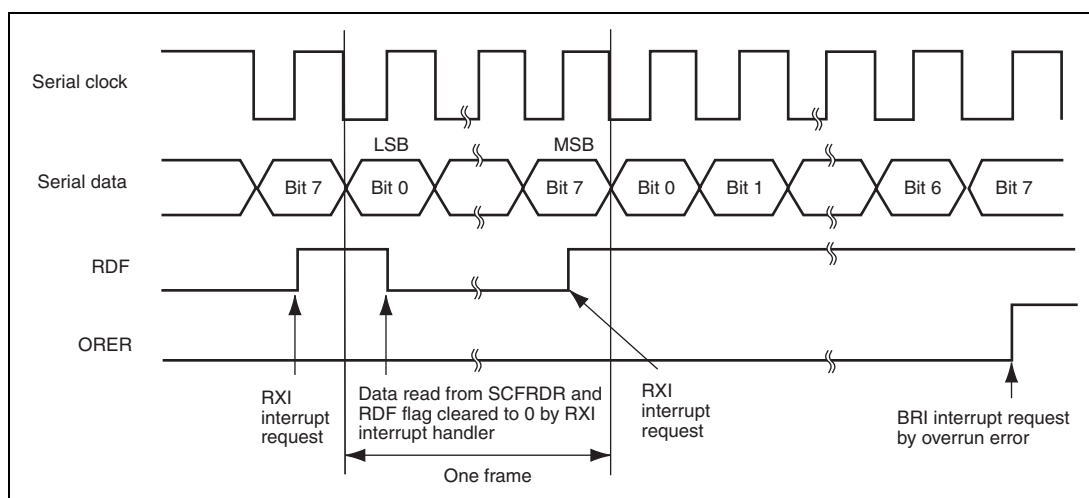 Serial clock
LSB
MSB
Serial data
Bit 7
Bit 0
Bit 7
Bit 0
Bit 1
Bit 6
Bit 7
RDF
ORER
RXI
interrupt
request
Data read from SCFRDR and
RDF flag cleared to 0 by RXI
interrupt handler
RXI
interrupt
request
BRI interrupt request
by overrun error
One frame